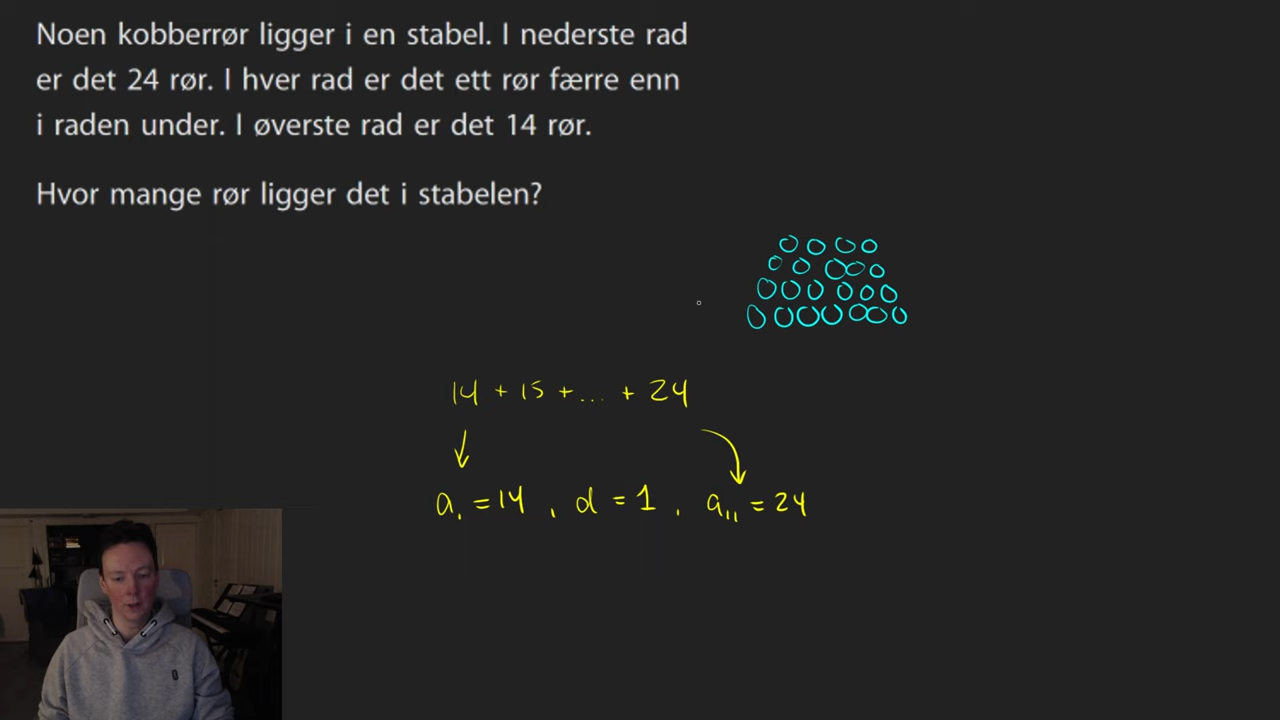 Noen kobberrør ligger i en stabel. I nederste rad
er det 24 rør. I hver rad er det ett rør færre enn
i raden under. I øverste rad er det 14 rør.
Hvor mange rør ligger det i stabelen?
14 + 15 + ... + 24
a₁ = 14 , d = 1 , a₁₁ = 24